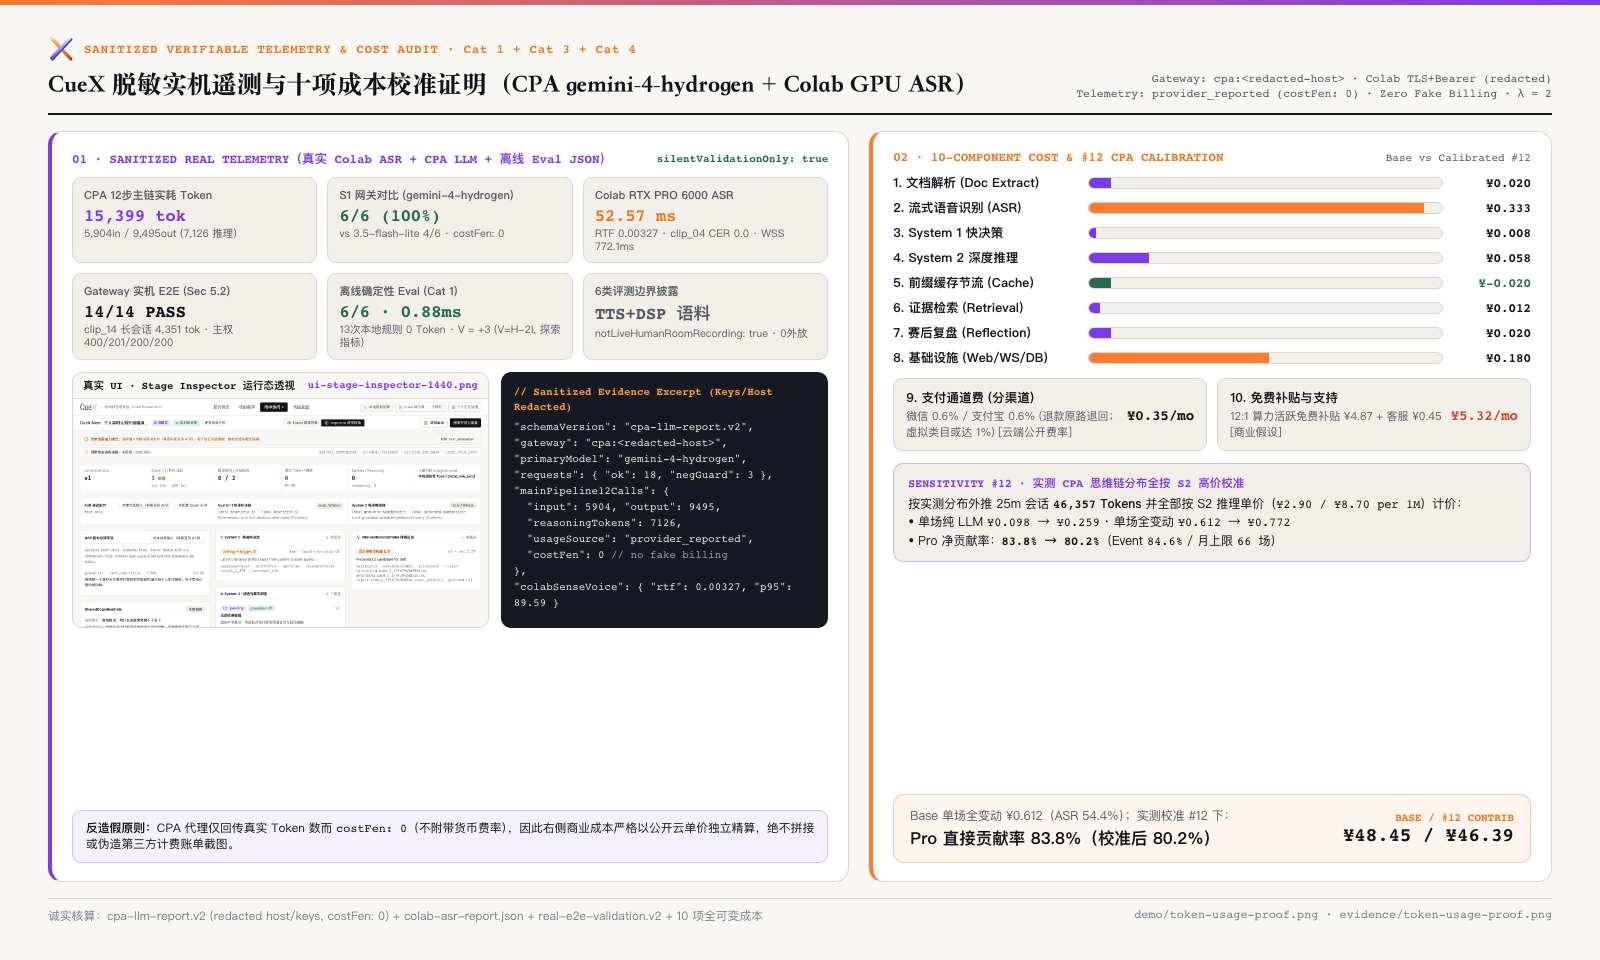 SANITIZED VERIFIABLE TELEMETRY & COST AUDIT · Cat 1 + Cat 3 + Cat 4
CueX 脱敏实机遥测与十项成本校准证明（CPA gemini-4-hydrogen + Colab GPU ASR）
Gateway: cpa:<redacted-host> · Colab TLS+Bearer (redacted)
Telemetry: provider_reported (costFen: 0) · Zero Fake Billing · λ = 2
01 · SANITIZED REAL TELEMETRY (真实 Colab ASR + CPA LLM + 离线 Eval JSON)
silentValidationOnly: true
CPA 12步主链实耗 Token
15,399 tok
5,904in / 9,495out (7,126 推理)
S1 网关对比 (gemini-4-hydrogen)
6/6 (100%)
vs 3.5-flash-lite 4/6 · costFen: 0
Colab RTX PRO 6000 ASR
52.57 ms
RTF 0.00327 · clip_04 CER 0.0 · WSS
772.1ms
Gateway 实机 E2E (Sec 5.2)
14/14 PASS
clip_14 长会话 4,351 tok · 主权
400/201/200/200
离线确定性 Eval (Cat 1)
6/6 · 0.88ms
13次本地规则 0 Token · V = +3 (V=H-2I, 探索
指标)
6类评测边界披露
TTS+DSP 语料
notLiveHumanRoomRecording: true · 0外放
真实 UI · Stage Inspector 运行态透视
ui-stage-inspector-1440.png
CueX
v1
1 ms
0 / 2
0
0
// Sanitized Evidence Excerpt (Keys/Host
Redacted)
"schemaVersion": "cpa-llm-report.v2",
"gateway": "cpa:<redacted-host>",
"primaryModel": "gemini-4-hydrogen",
"requests": { "ok": 18, "negGuard": 3 },
"mainPipeline12Calls": {
"input": 5904, "output": 9495,
"reasoningTokens": 7126,
"usageSource": "provider_reported",
"costFen": 0 // no fake billing
},
"colabSenseVoice": { "rtf": 0.00327, "p95":
89.59 }
反造假原则：CPA 代理仅回传真实 Token 数而 costFen: 0（不附带货币费率），因此右侧商业成本严格以公开云单价独立精算，绝不拼接
或伪造第三方计费账单截图。
02 · 10-COMPONENT COST & #12 CPA CALIBRATION
Base vs Calibrated #12
1. 文档解析 (Doc Extract)
¥0.020
2. 流式语音识别 (ASR)
¥0.333
3. System 1 快决策
¥0.008
4. System 2 深度推理
¥0.058
5. 前缀缓存节流 (Cache)
¥-0.020
6. 证据检索 (Retrieval)
¥0.012
7. 赛后复盘 (Reflection)
¥0.020
8. 基础设施 (Web/WS/DB)
¥0.180
9. 支付通道费 (分渠道)
微信 0.6% / 支付宝 0.6% (退款原路退回；
虚拟类目或达 1%) [云端公开费率]
¥0.35/mo
10. 免费补贴与支持
12:1 算力活跃免费补贴 ¥4.87 + 客服 ¥0.45
[商业假设]
¥5.32/mo
SENSITIVITY #12 · 实测 CPA 思维链分布全按 S2 高价校准
按实测分布外推 25m 会话 46,357 Tokens 并全部按 S2 推理单价 (¥2.90 / ¥8.70 per 1M) 计价：
• 单场纯 LLM ¥0.098 → ¥0.259 · 单场全变动 ¥0.612 → ¥0.772
• Pro 净贡献率：83.8% → 80.2% (Event 84.6% / 月上限 66 场)
Base 单场全变动 ¥0.612（ASR 54.4%）；实测校准 #12 下：
Pro 直接贡献率 83.8%（校准后 80.2%）
BASE / #12 CONTRIB
¥48.45 / ¥46.39
诚实核算：cpa-llm-report.v2 (redacted host/keys, costFen: 0) + colab-asr-report.json + real-e2e-validation.v2 + 10 项全可变成本
demo/token-usage-proof.png · evidence/token-usage-proof.png